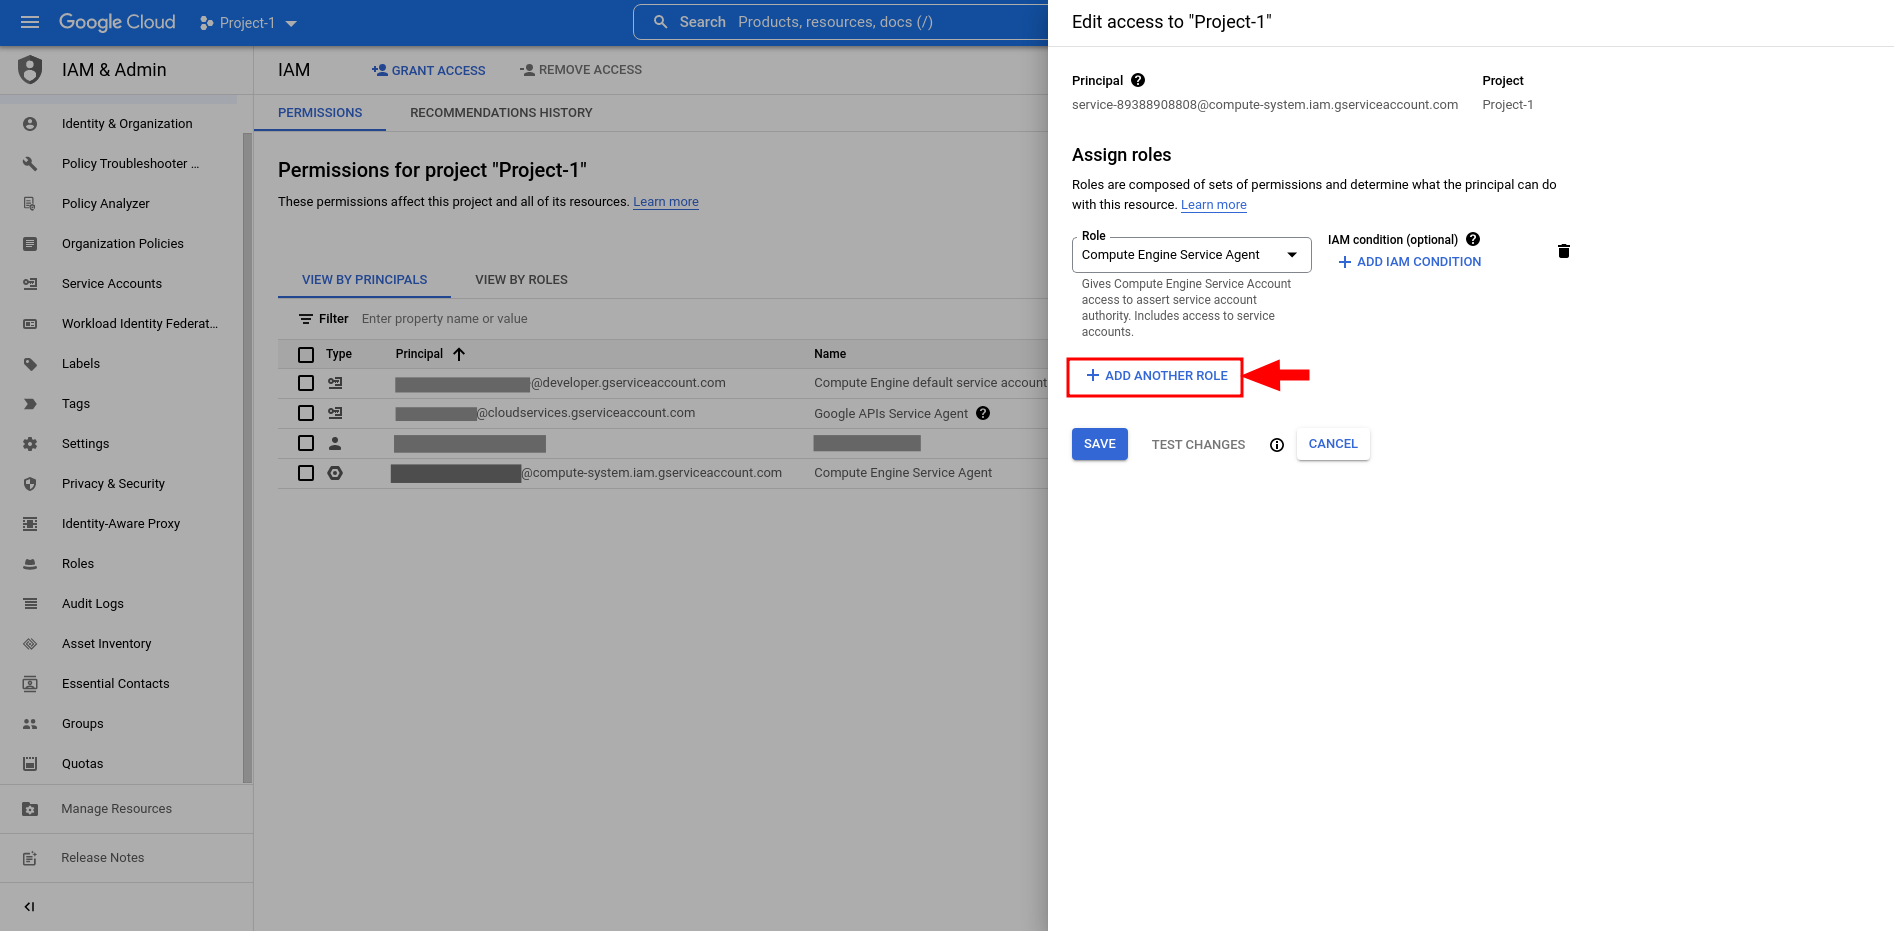 Google Cloud
Project-1
Search Products, resources, docs (/)
IAM & Admin
Identity & Organization
Policy Troubleshooter ...
Policy Analyzer
Organization Policies
Service Accounts
Workload Identity Federat...
Labels
Tags
Settings
Privacy & Security
Identity-Aware Proxy
Roles
Audit Logs
Asset Inventory
Essential Contacts
Groups
Quotas
Manage Resources
Release Notes
IAM
GRANT ACCESS
REMOVE ACCESS
PERMISSIONS
RECOMMENDATIONS HISTORY
Permissions for project "Project-1"
These permissions affect this project and all of its resources. Learn more
VIEW BY PRINCIPALS
VIEW BY ROLES
Filter Enter property name or value
Type Principal Name
@developer.gserviceaccount.com Compute Engine default service account
@cloudservices.gserviceaccount.com Google APIs Service Agent
@compute-system.iam.gserviceaccount.com Compute Engine Service Agent
Edit access to "Project-1"
Principal Project
service-89388908808@compute-system.iam.gserviceaccount.com Project-1
Assign roles
Roles are composed of sets of permissions and determine what the principal can do
with this resource. Learn more
Role
Compute Engine Service Agent
IAM condition (optional)
ADD IAM CONDITION
Gives Compute Engine Service Account
access to assert service account
authority. Includes access to service
accounts.
ADD ANOTHER ROLE
SAVE
TEST CHANGES
CANCEL